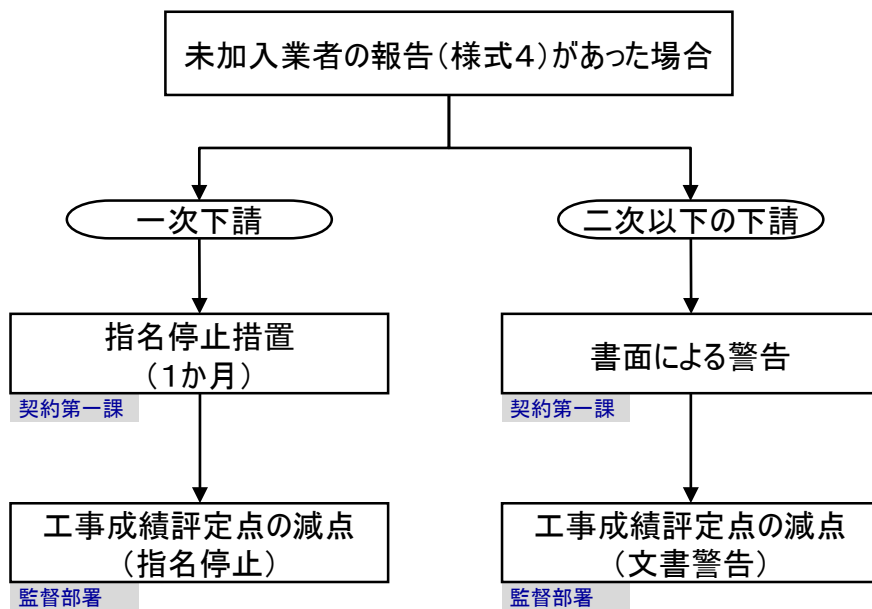 未加入業者の報告（様式４）があった場合
一次下請
二次以下の下請
指名停止措置
（１か月）
契約第一課
書面による警告
契約第一課
工事成績評定点の減点
（指名停止）
監督部署
工事成績評定点の減点
（文書警告）
監督部署